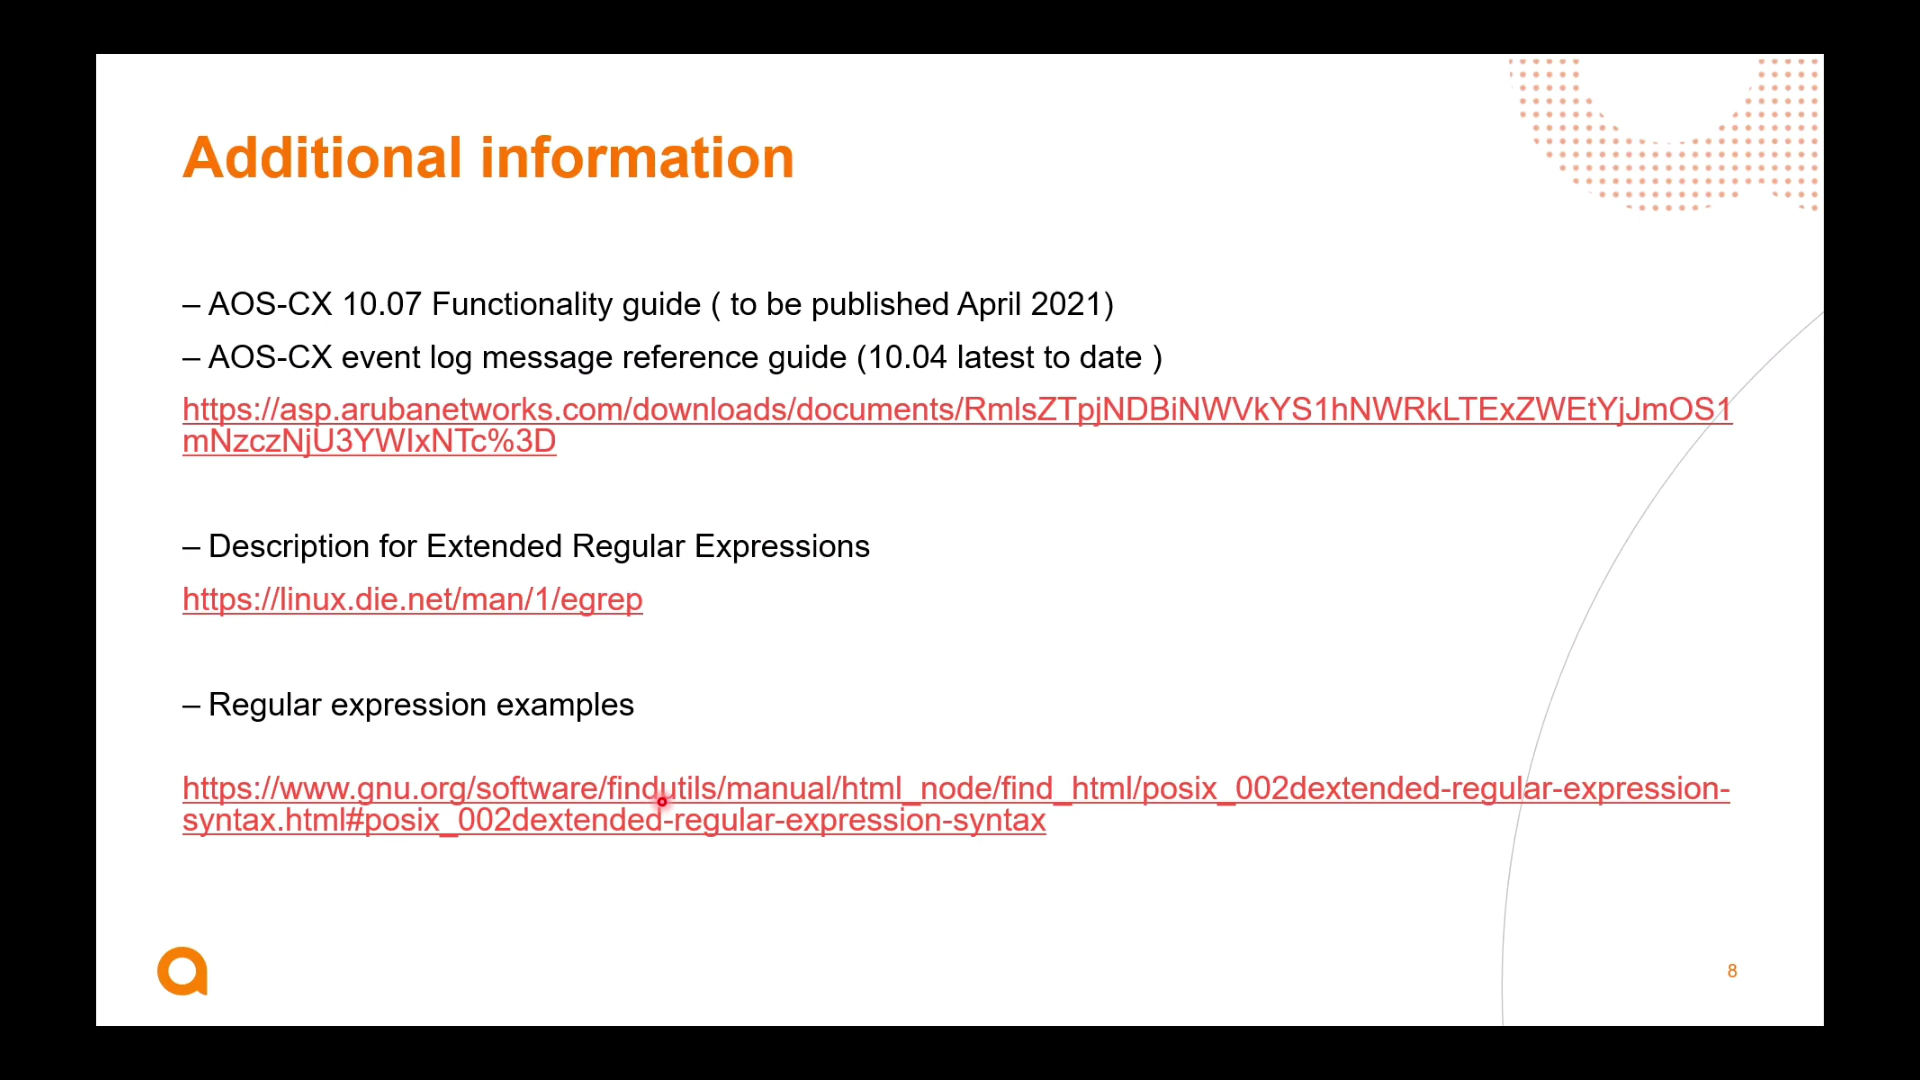 Additional information
– AOS-CX 10.07 Functionality guide ( to be published April 2021)
– AOS-CX event log message reference guide (10.04 latest to date )
https://asp.arubanetworks.com/downloads/documents/RmlsZTpjNDBiNWVkYS1hNWRkLTExZWEtYjJmOS1
mNzczNjU3YWIxNTc%3D
– Description for Extended Regular Expressions
https://linux.die.net/man/1/egrep
– Regular expression examples
https://www.gnu.org/software/findutils/manual/html_node/find_html/posix_002dextended-regular-expression-
syntax.html#posix_002dextended-regular-expression-syntax
8